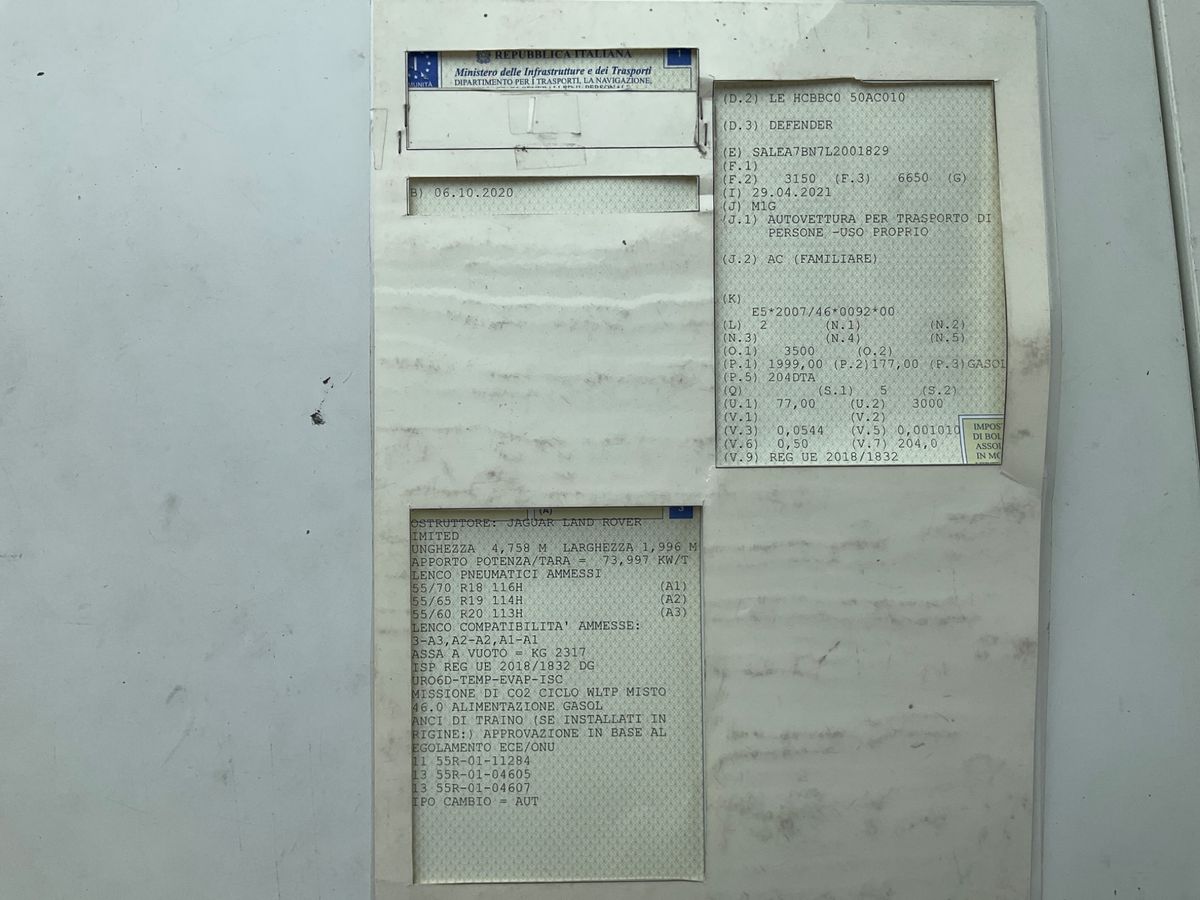 REPUBBLICA ITALIANA
1
Ministero delle Infrastrutture e dei Trasporti
DIPARTIMENTO PER I TRASPORTI, LA NAVIGAZIONE,
B) 06.10.2020
(D.2) LE HCBBC0 50AC010
(D.3) DEFENDER
(E) SALEA7BN7L2001829
(F.1)
(F.2) 3150 (F.3) 6650 (G)
(I) 29.04.2021
(J) M1G
(J.1) AUTOVETTURA PER TRASPORTO DI
PERSONE -USO PROPRIO
(J.2) AC (FAMILIARE)
(K)
E5*2007/46*0092*00
(L) 2 (N.1) (N.2)
(N.3) (N.4) (N.5)
(O.1) 3500 (O.2)
(P.1) 1999,00 (P.2)177,00 (P.3)GASOL
(P.5) 204DTA
(Q) (S.1) 5 (S.2)
(U.1) 77,00 (U.2) 3000
(V.1) (V.2)
(V.3) 0,0544 (V.5) 0,001010
(V.6) 0,50 (V.7) 204,0
(V.9) REG UE 2018/1832
IMPOS
DI BOL
ASSOL
IN MO
(A)
3
OSTRUTTORE: JAGUAR LAND ROVER
IMITED
UNGHEZZA 4,758 M LARGHEZZA 1,996 M
APPORTO POTENZA/TARA = 73,997 KW/T
LENCO PNEUMATICI AMMESSI
55/70 R18 116H (A1)
55/65 R19 114H (A2)
55/60 R20 113H (A3)
LENCO COMPATIBILITA' AMMESSE:
3-A3,A2-A2,A1-A1
ASSA A VUOTO = KG 2317
ISP REG UE 2018/1832 DG
URO6D-TEMP-EVAP-ISC
MISSIONE DI CO2 CICLO WLTP MISTO
46.0 ALIMENTAZIONE GASOL
ANCI DI TRAINO (SE INSTALLATI IN
RIGINE:) APPROVAZIONE IN BASE AL
EGOLAMENTO ECE/ONU
11 55R-01-11284
13 55R-01-04605
13 55R-01-04607
IPO CAMBIO = AUT